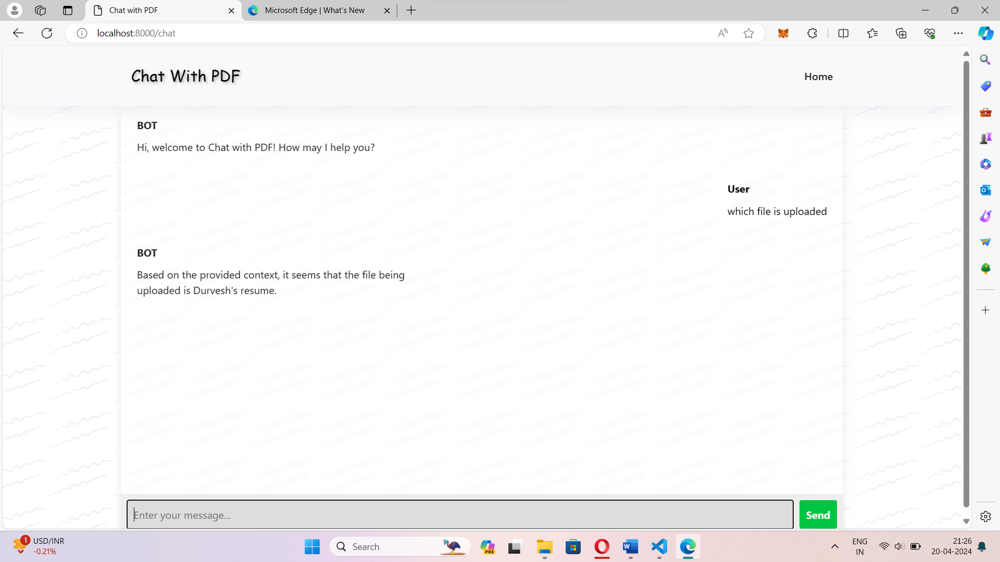 Chat with PDF
Microsoft Edge | What's New
localhost:8000/chat
Chat With PDF
Home
BOT
Hi, welcome to Chat with PDF! How may I help you?
User
which file is uploaded
BOT
Based on the provided context, it seems that the file being
uploaded is Durvesh's resume.
Enter your message...
Send
1
USD/INR
-0.21%
Search
PRE
ENG
IN
21:26
20-04-2024